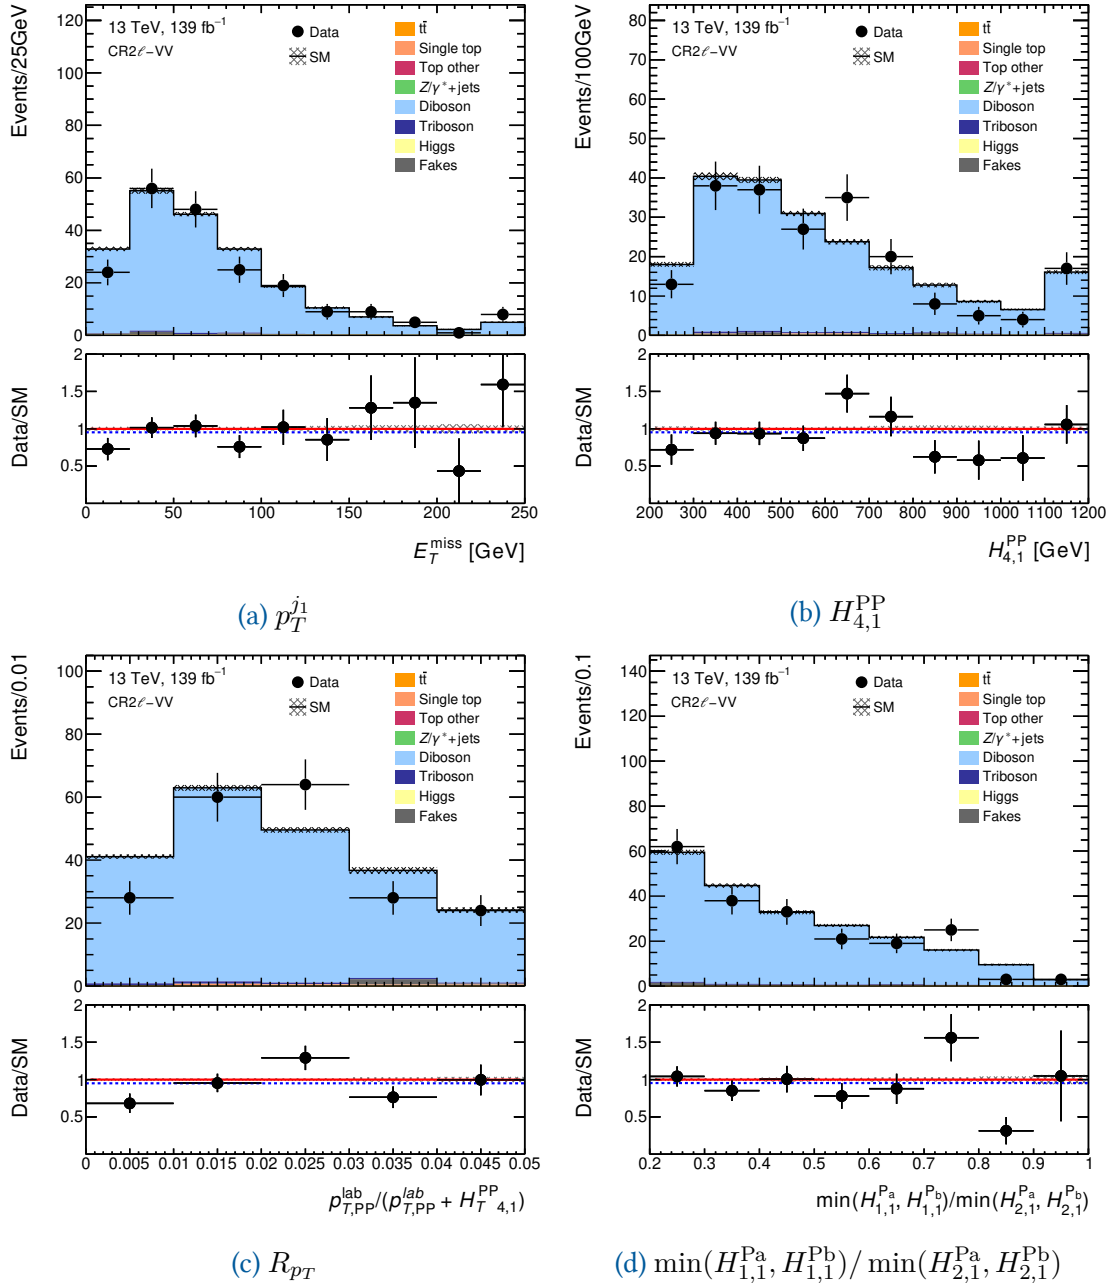 Events/25GeV
13 TeV, 139 fb⁻¹
CR2ℓ−VV
Data
SM
tt̄
Single top
Top other
Z/γ*+jets
Diboson
Triboson
Higgs
Fakes
120
100
80
60
40
20
0
Data/SM
2
1.5
1
0.5
0 50 100 150 200 250
E_T^miss [GeV]
(a) p_T^{j_1}
Events/100GeV
13 TeV, 139 fb⁻¹
CR2ℓ−VV
Data
SM
tt̄
Single top
Top other
Z/γ*+jets
Diboson
Triboson
Higgs
Fakes
80
70
60
50
40
30
20
10
0
Data/SM
2
1.5
1
0.5
200 300 400 500 600 700 800 900 1000 1100 1200
H_{4,1}^{PP} [GeV]
(b) H_{4,1}^{PP}
Events/0.01
13 TeV, 139 fb⁻¹
CR2ℓ−VV
Data
SM
tt̄
Single top
Top other
Z/γ*+jets
Diboson
Triboson
Higgs
Fakes
100
80
60
40
20
0
Data/SM
2
1.5
1
0.5
0 0.005 0.01 0.015 0.02 0.025 0.03 0.035 0.04 0.045 0.05
p_{T,PP}^{lab}/(p_{T,PP}^{lab} + H_{T 4,1}^{PP})
(c) R_{p_T}
Events/0.1
13 TeV, 139 fb⁻¹
CR2ℓ−VV
Data
SM
tt̄
Single top
Top other
Z/γ*+jets
Diboson
Triboson
Higgs
Fakes
140
120
100
80
60
40
20
0
Data/SM
2
1.5
1
0.5
0.2 0.3 0.4 0.5 0.6 0.7 0.8 0.9 1
min(H_{1,1}^{Pa}, H_{1,1}^{Pb})/min(H_{2,1}^{Pa}, H_{2,1}^{Pb})
(d) min(H_{1,1}^{Pa}, H_{1,1}^{Pb})/ min(H_{2,1}^{Pa}, H_{2,1}^{Pb})